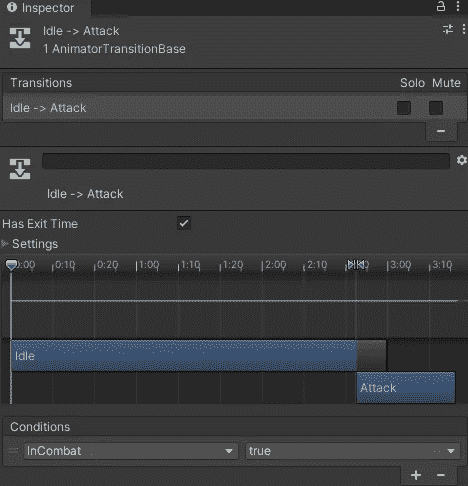 Inspector
Idle -> Attack
1 AnimatorTransitionBase
Transitions Solo Mute
Idle -> Attack
Idle -> Attack
Has Exit Time
Settings
0:00 0:10 0:20 1:00 1:10 1:20 2:00 2:10 3:00 3:10
Idle
Attack
Conditions
InCombat true